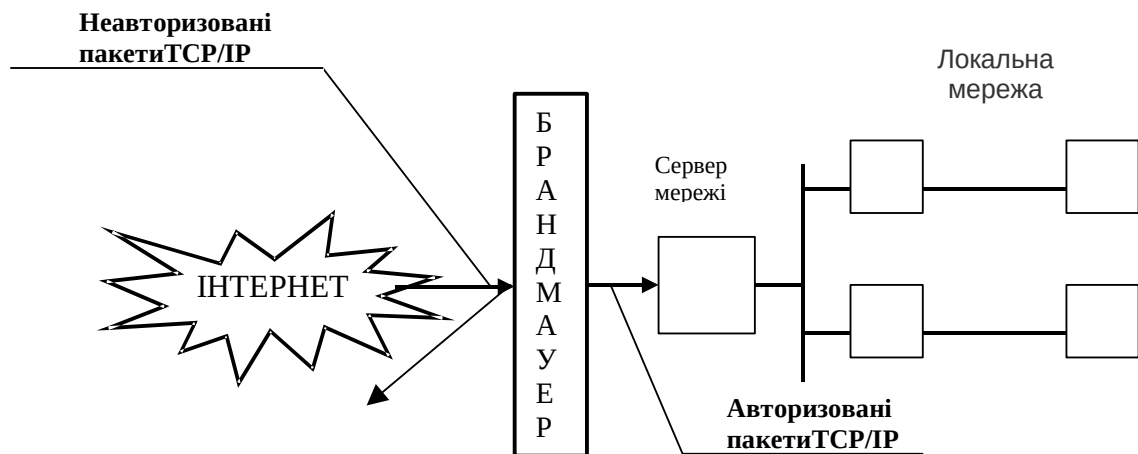 Неавторизовані
пакетиTCP/IP
Локальна
мережа
Б
Р
А
Н
Д
М
А
У
Е
Р
Сервер
мережі
ІНТЕРНЕТ
Авторизовані
пакетиTCP/IP